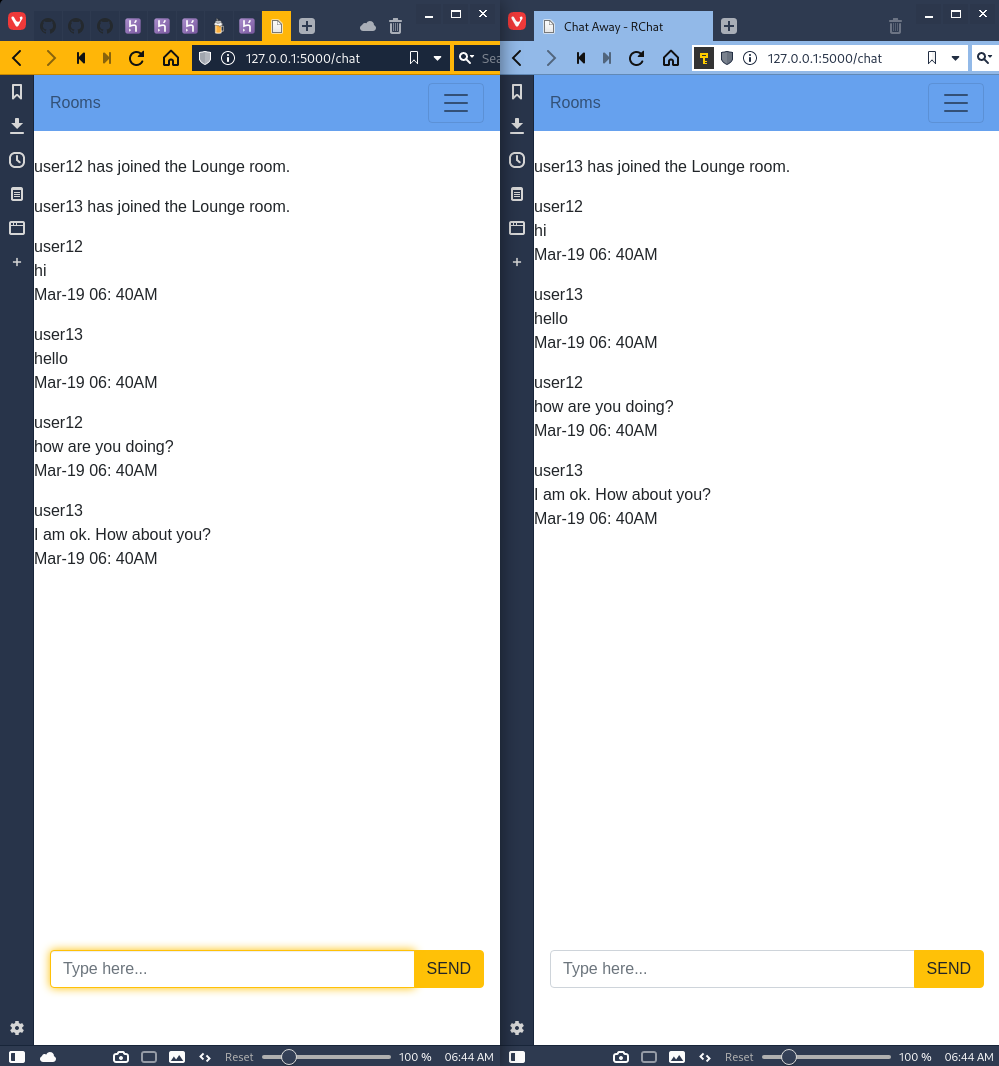 127.0.0.1:5000/chat
Sea
Rooms
user12 has joined the Lounge room.
user13 has joined the Lounge room.
user12
hi
Mar-19 06: 40AM
user13
hello
Mar-19 06: 40AM
user12
how are you doing?
Mar-19 06: 40AM
user13
I am ok. How about you?
Mar-19 06: 40AM
Type here...
SEND
Reset
100 %
06:44 AM
Chat Away - RChat
127.0.0.1:5000/chat
Rooms
user13 has joined the Lounge room.
user12
hi
Mar-19 06: 40AM
user13
hello
Mar-19 06: 40AM
user12
how are you doing?
Mar-19 06: 40AM
user13
I am ok. How about you?
Mar-19 06: 40AM
Type here...
SEND
Reset
100 %
06:44 AM